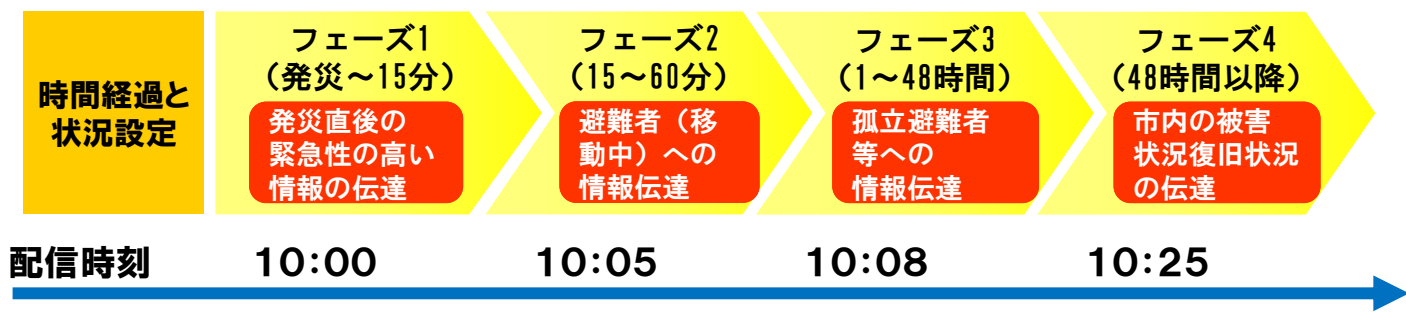 時間経過と
状況設定
フェーズ1
（発災～15分）
発災直後の
緊急性の高い
情報の伝達
フェーズ2
（15～60分）
避難者（移
動中）への
情報伝達
フェーズ3
（1～48時間）
孤立避難者
等への
情報伝達
フェーズ4
（48時間以降）
市内の被害
状況復旧状況
の伝達
配信時刻 10:00 10:05 10:08 10:25